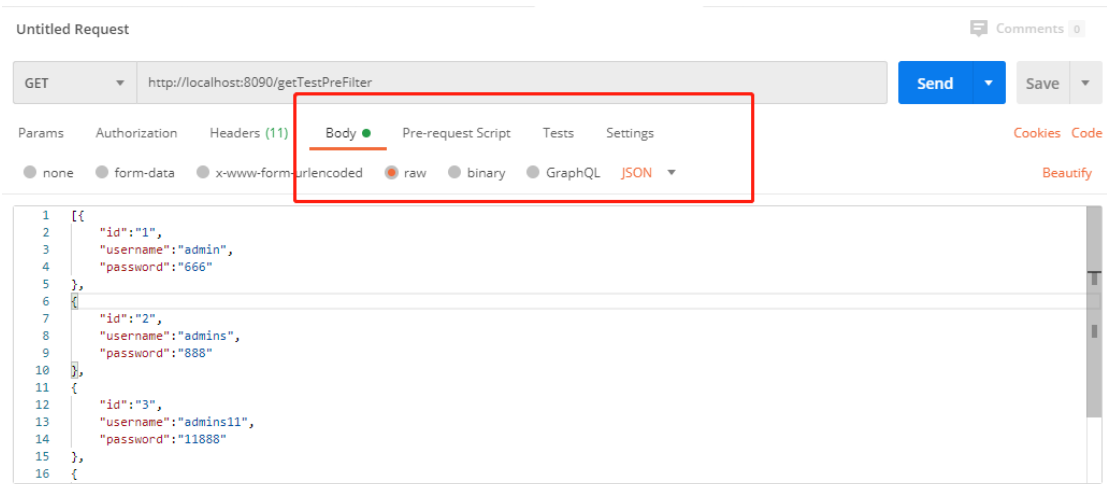 Untitled Request
Comments 0
GET http://localhost:8090/getTestPreFilter Send Save
Params Authorization Headers (11) Body Pre-request Script Tests Settings Cookies Code
none form-data x-www-form-urlencoded raw binary GraphQL JSON Beautify
1 [{
2 "id":"1",
3 "username":"admin",
4 "password":"666"
5 },
6 {
7 "id":"2",
8 "username":"admins",
9 "password":"888"
10 },
11 {
12 "id":"3",
13 "username":"admins11",
14 "password":"11888"
15 },
16 {